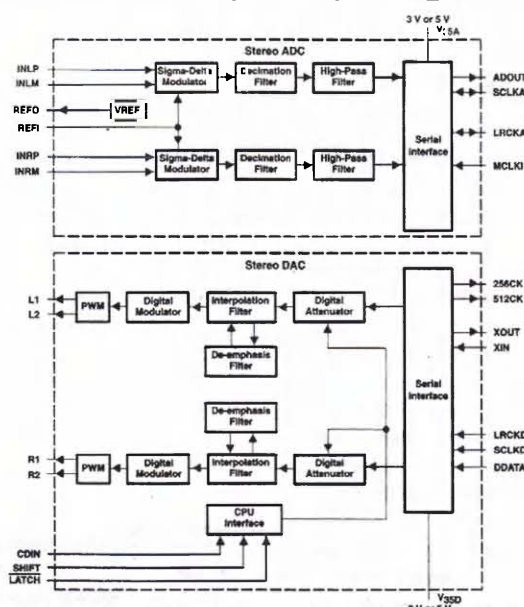 3 V or 5 V
V35A
Stereo ADC
INLP
INLM
Sigma-Delta
Modulator
Decimation
Filter
High-Pass
Filter
ADOUT
SCLKA
REFO
VREF
REFI
LRCKA
Serial
Interface
INRP
INRM
Sigma-Delta
Modulator
Decimation
Filter
High-Pass
Filter
MCLKI
Stereo DAC
256CK
512CK
L1
L2
PWM
Digital
Modulator
Interpolation
Filter
Digital
Attenuator
XOUT
XIN
De-emphasis
Filter
Serial
Interface
De-emphasis
Filter
LRCKD
SCLKD
DDATA
R1
R2
PWM
Digital
Modulator
Interpolation
Filter
Digital
Attenuator
CPU
Interface
CDIN
SHIFT
LATCH
V35D